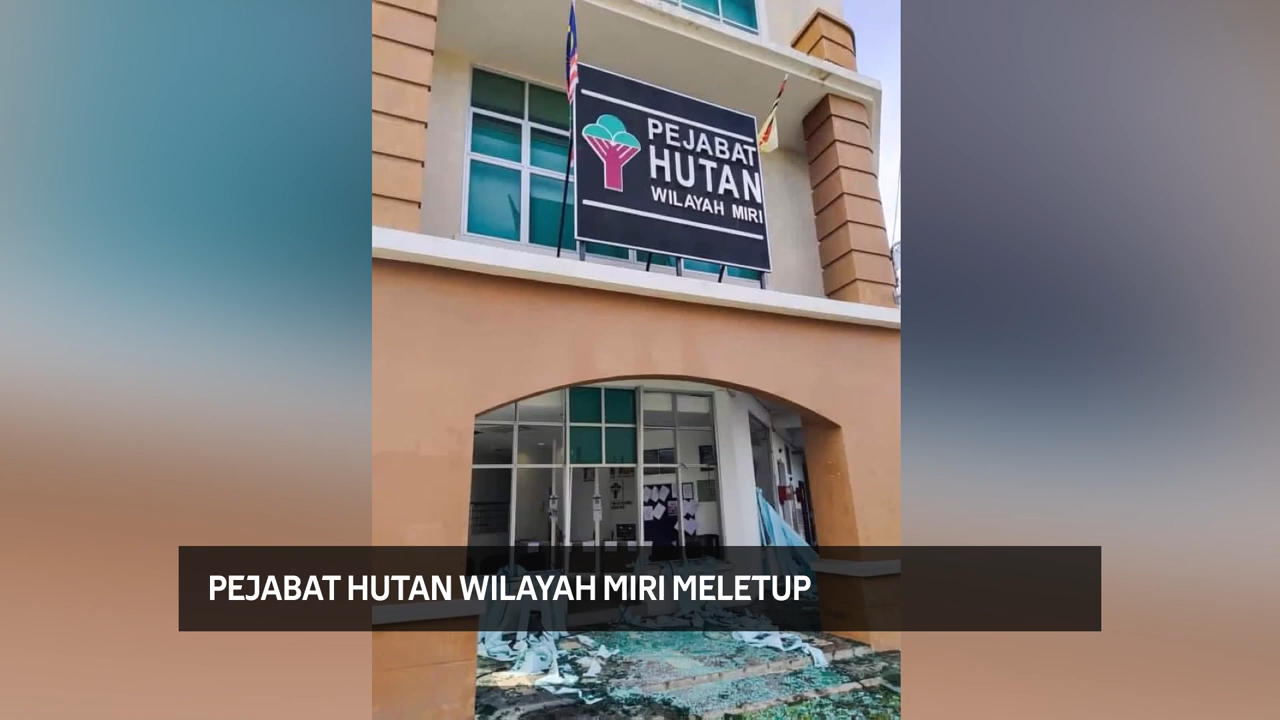 PEJABAT
HUTAN
WILAYAH MIRI
PEJABAT HUTAN WILAYAH MIRI MELETUP